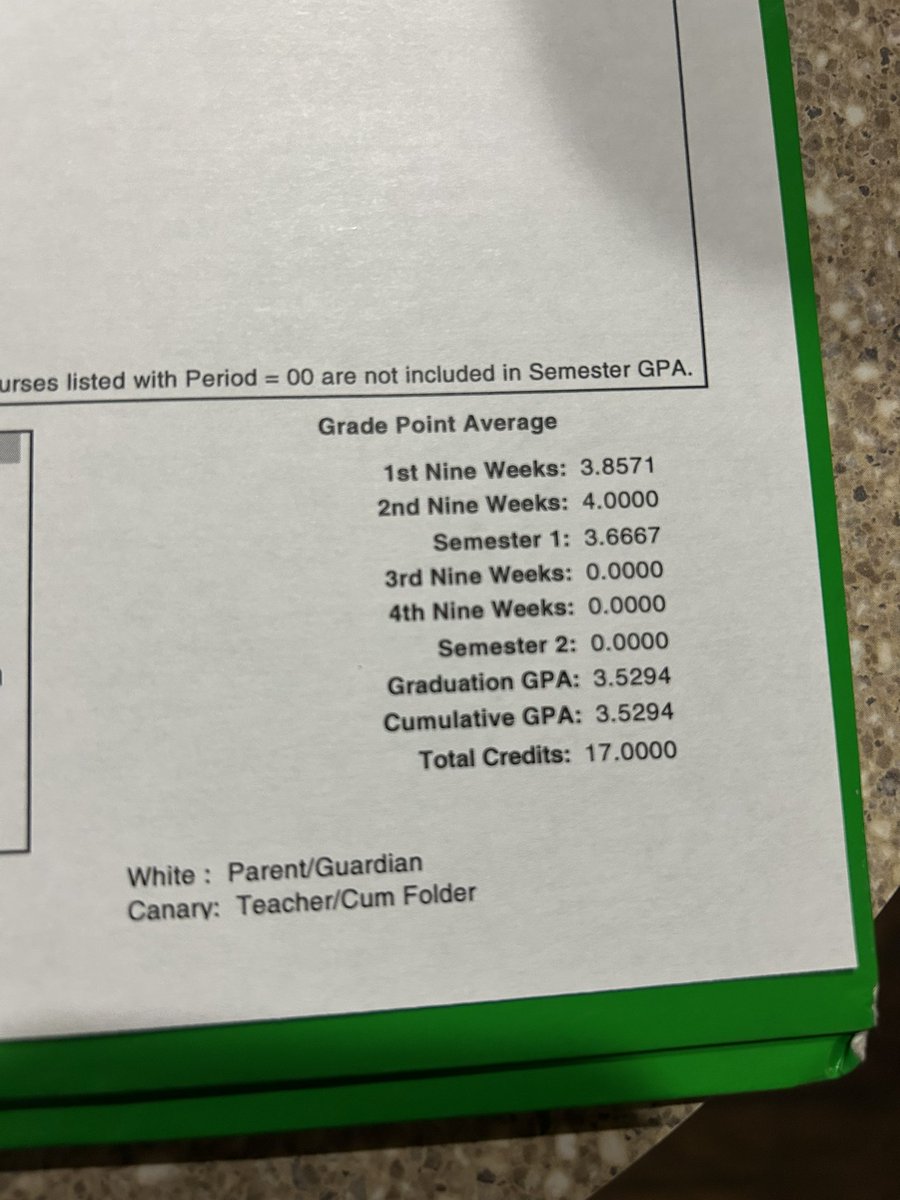 urses listed with Period = 00 are not included in Semester GPA.
Grade Point Average
1st Nine Weeks: 3.8571
2nd Nine Weeks: 4.0000
Semester 1: 3.6667
3rd Nine Weeks: 0.0000
4th Nine Weeks: 0.0000
Semester 2: 0.0000
Graduation GPA: 3.5294
Cumulative GPA: 3.5294
Total Credits: 17.0000
White : Parent/Guardian
Canary: Teacher/Cum Folder